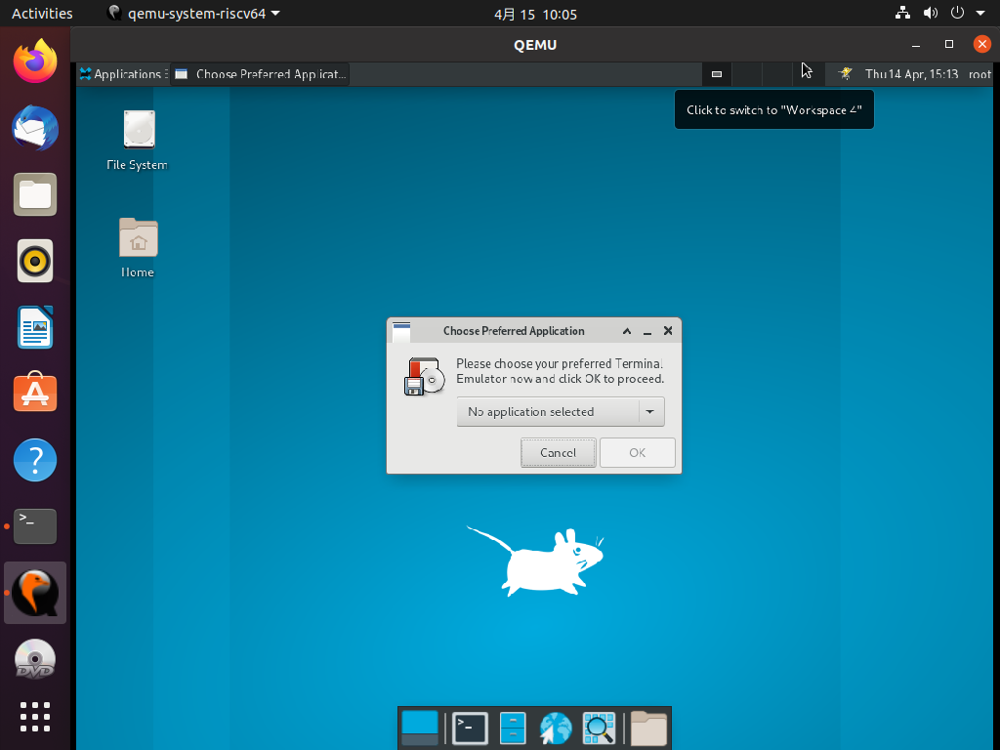 Activities
qemu-system-riscv64
4月 15 10:05
QEMU
Applications
Choose Preferred Applicat...
Thu 14 Apr, 15:13
root
Click to switch to "Workspace 4"
File System
Home
Choose Preferred Application
Please choose your preferred Terminal
Emulator now and click OK to proceed.
No application selected
Cancel
OK
>_
>_
DVD